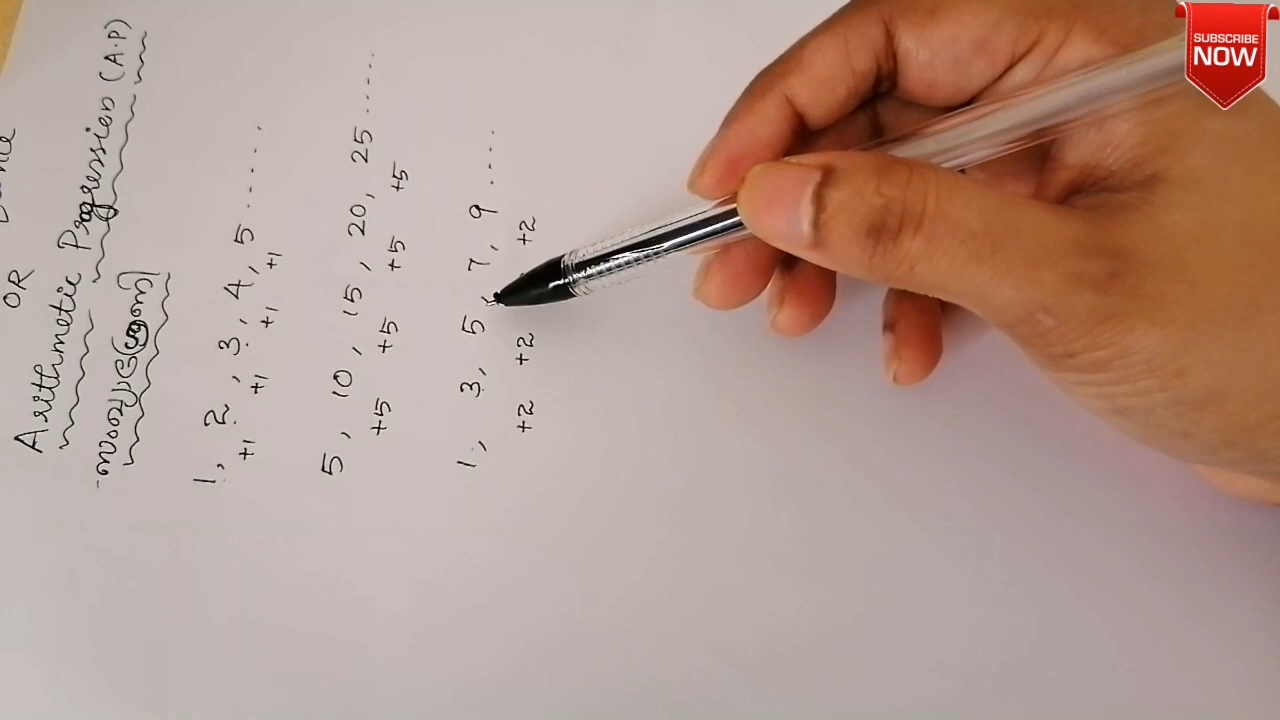 OR
Arithmetic Progression (A.P)
1, 2, 3, 4, 5.....
+1 +1 +1 +1
5, 10, 15, 20, 25.....
+5 +5 +5 +5
1, 3, 5, 7, 9....
+2 +2 +2
SUBSCRIBE
NOW